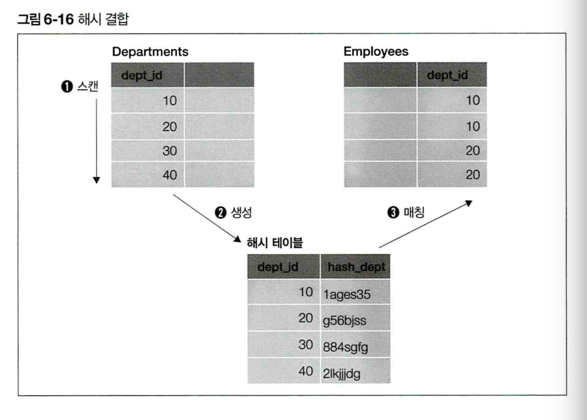 그림 6-16 해시 결합
Departments
dept_id
❶ 스캔
10
20
30
40
Employees
dept_id
10
10
20
20
❷ 생성
❸ 매칭
해시 테이블
dept_id hash_dept
10 1ages35
20 g56bjss
30 884sgfg
40 2lkjjjdg